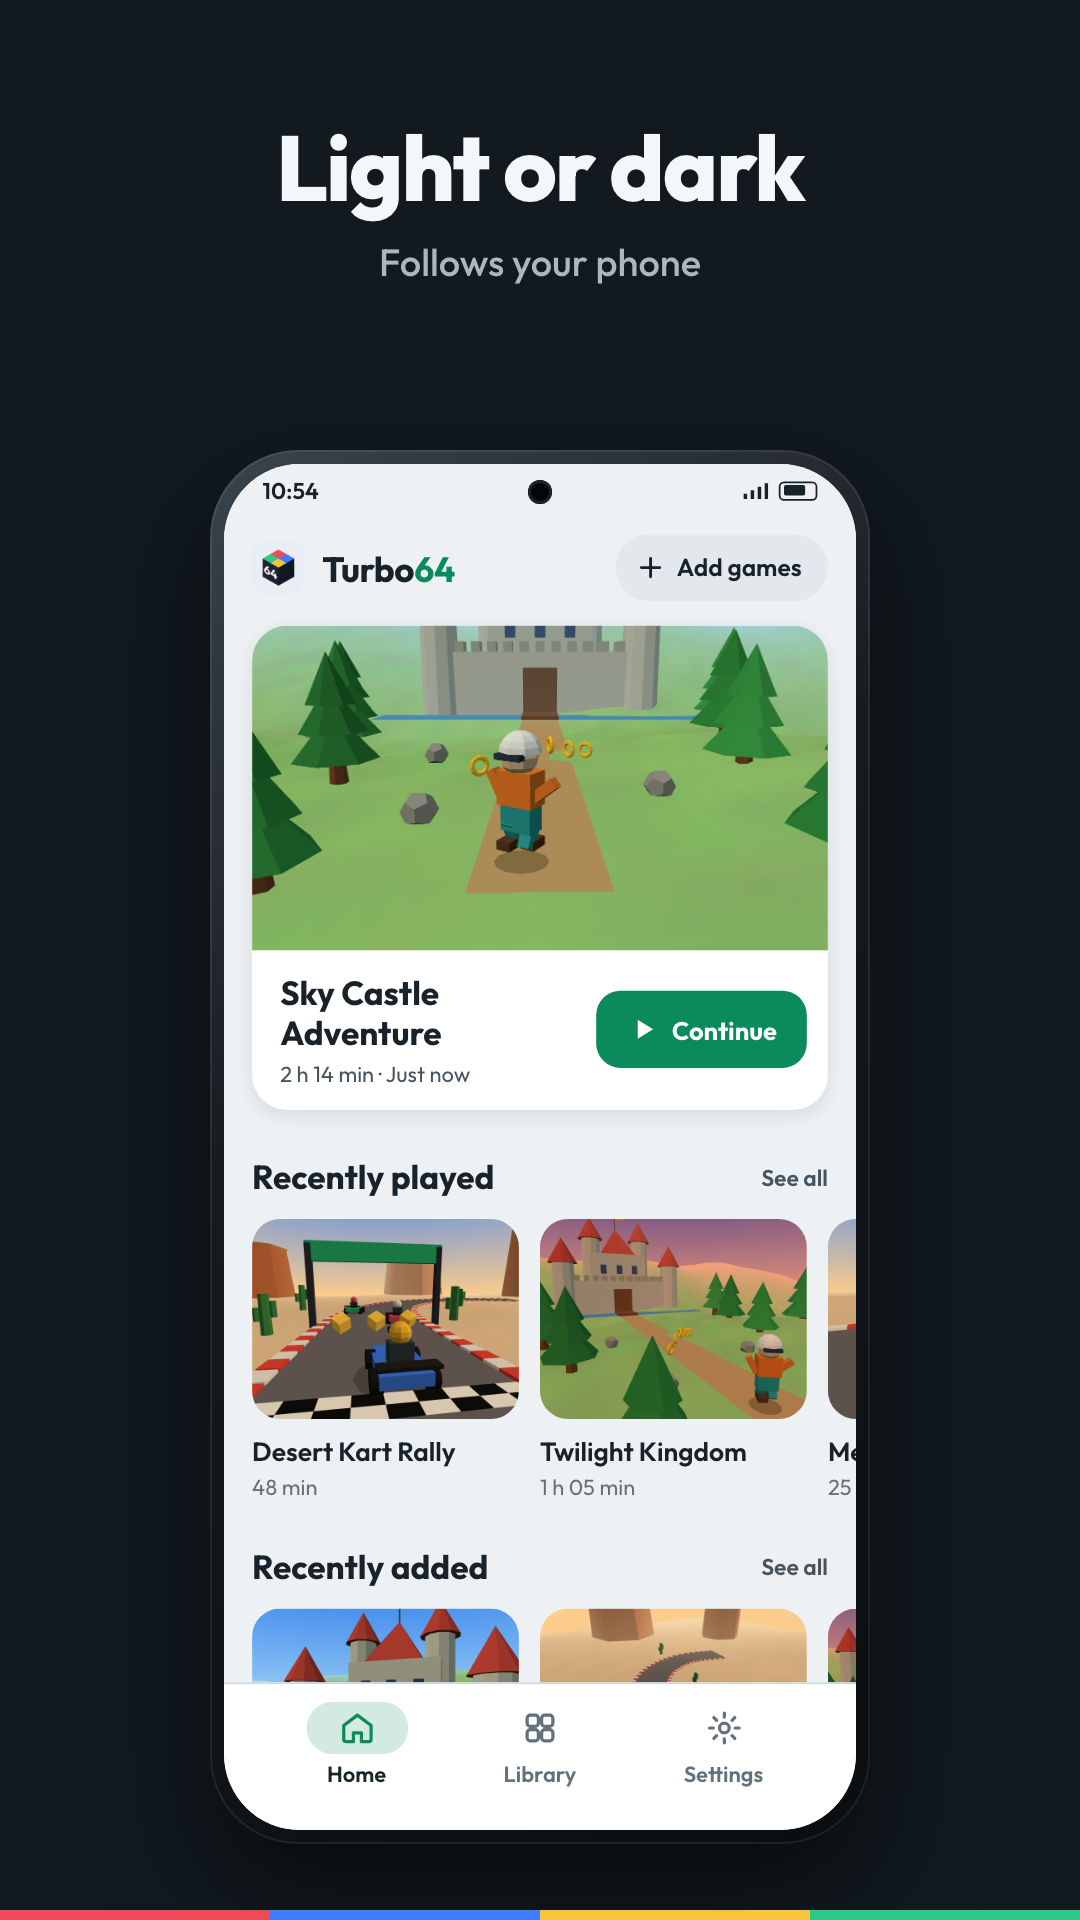 Light or dark
Follows your phone
10:54
64
Turbo64
Add games
Sky Castle
Adventure
2 h 14 min · Just now
Continue
Recently played
See all
Desert Kart Rally
Twilight Kingdom
Me
48 min
1 h 05 min
25
Recently added
See all
Home
Library
Settings